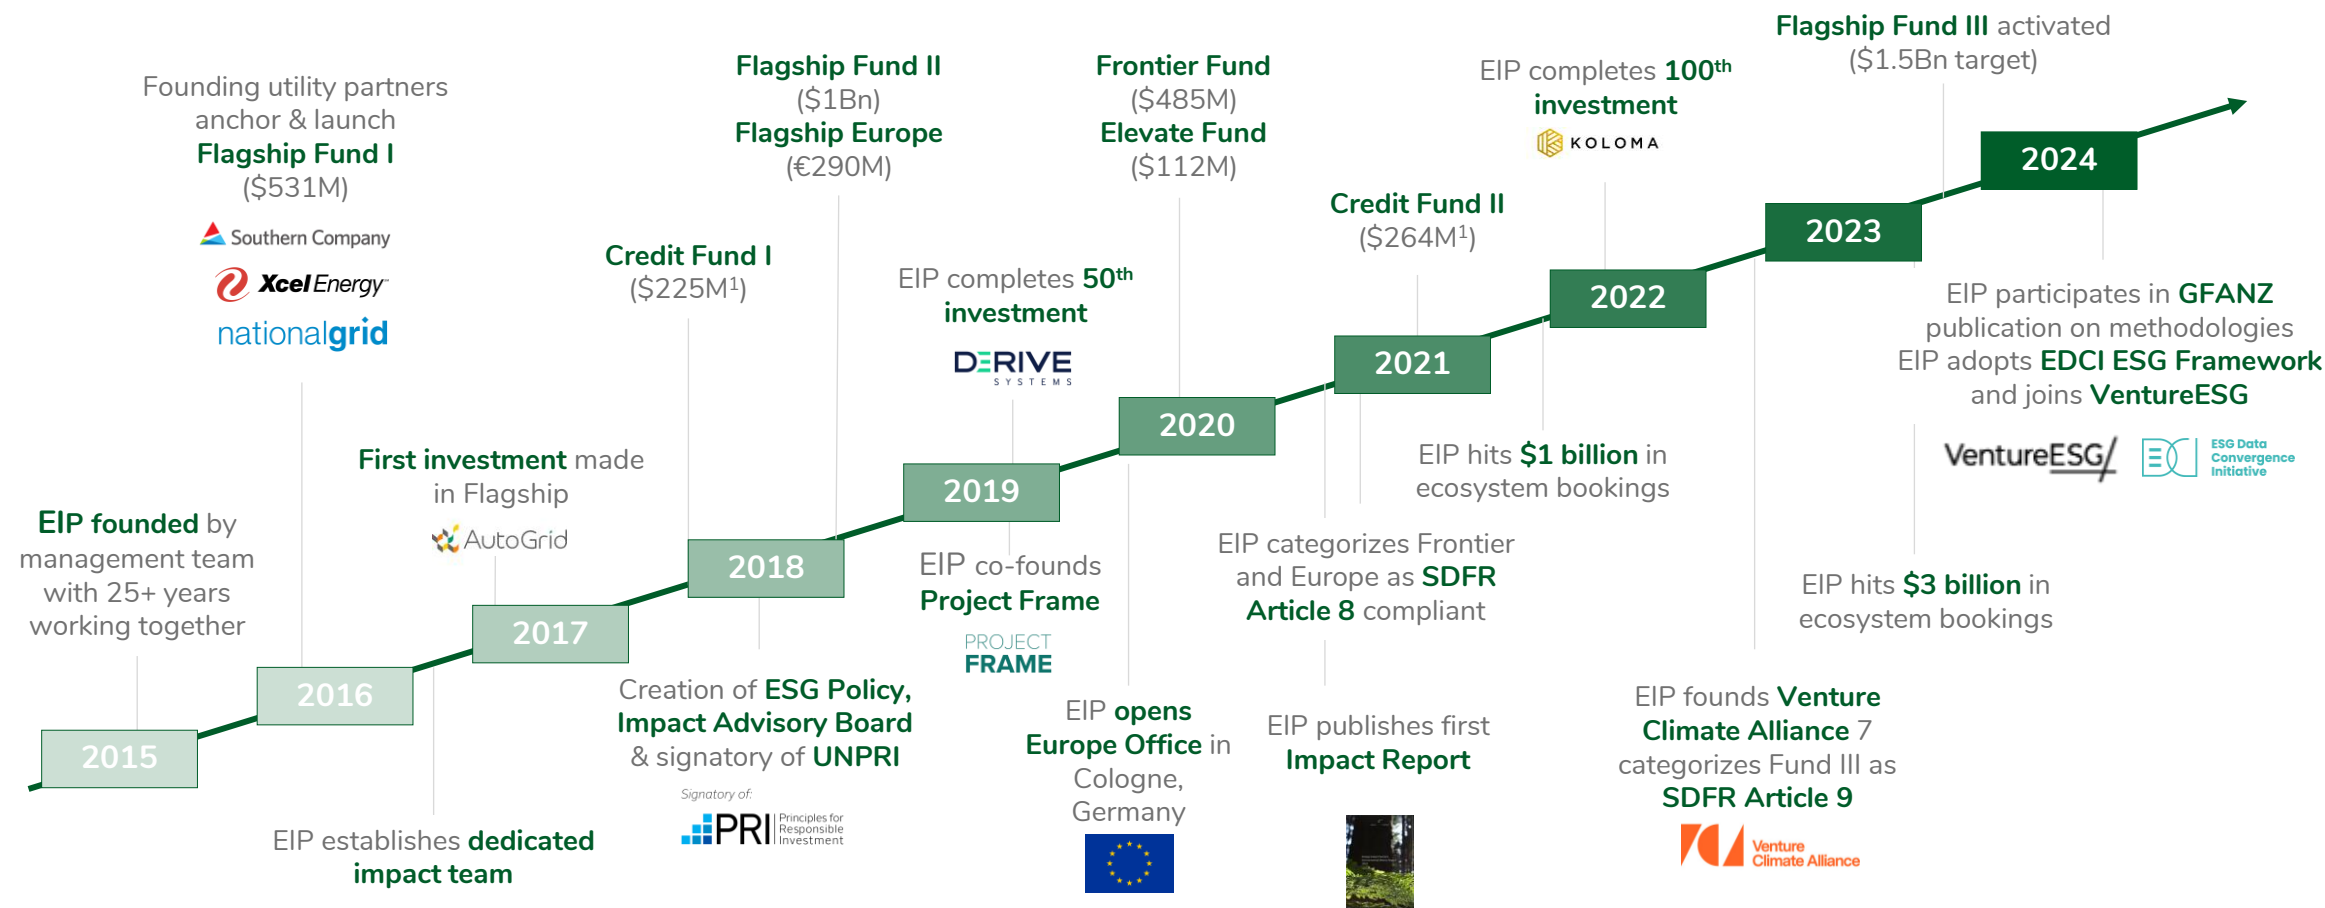 Founding utility partners
anchor & launch
Flagship Fund I
($531M)
Southern Company
Xcel Energy
nationalgrid
EIP founded by
management team
with 25+ years
working together
2015
2016
First investment made
in Flagship
AutoGrid
2017
EIP establishes dedicated
impact team
Credit Fund I
($225M¹)
Flagship Fund II
($1Bn)
Flagship Europe
(€290M)
2018
Creation of ESG Policy,
Impact Advisory Board
& signatory of UNPRI
Signatory of:
PRI
Principles for
Responsible
Investment
EIP completes 50th
investment
DERIVE
SYSTEMS
2019
EIP co-founds
Project Frame
PROJECT
FRAME
Frontier Fund
($485M)
Elevate Fund
($112M)
2020
EIP opens
Europe Office in
Cologne,
Germany
Credit Fund II
($264M¹)
2021
EIP categorizes Frontier
and Europe as SDFR
Article 8 compliant
EIP publishes first
Impact Report
EIP completes 100th
investment
KOLOMA
2022
EIP hits $1 billion in
ecosystem bookings
Flagship Fund III activated
($1.5Bn target)
2023
EIP founds Venture
Climate Alliance 7
categorizes Fund III as
SDFR Article 9
Venture
Climate Alliance
EIP hits $3 billion in
ecosystem bookings
2024
EIP participates in GFANZ
publication on methodologies
EIP adopts EDCI ESG Framework
and joins VentureESG
VentureESG/
ESG Data
Convergence
Initiative